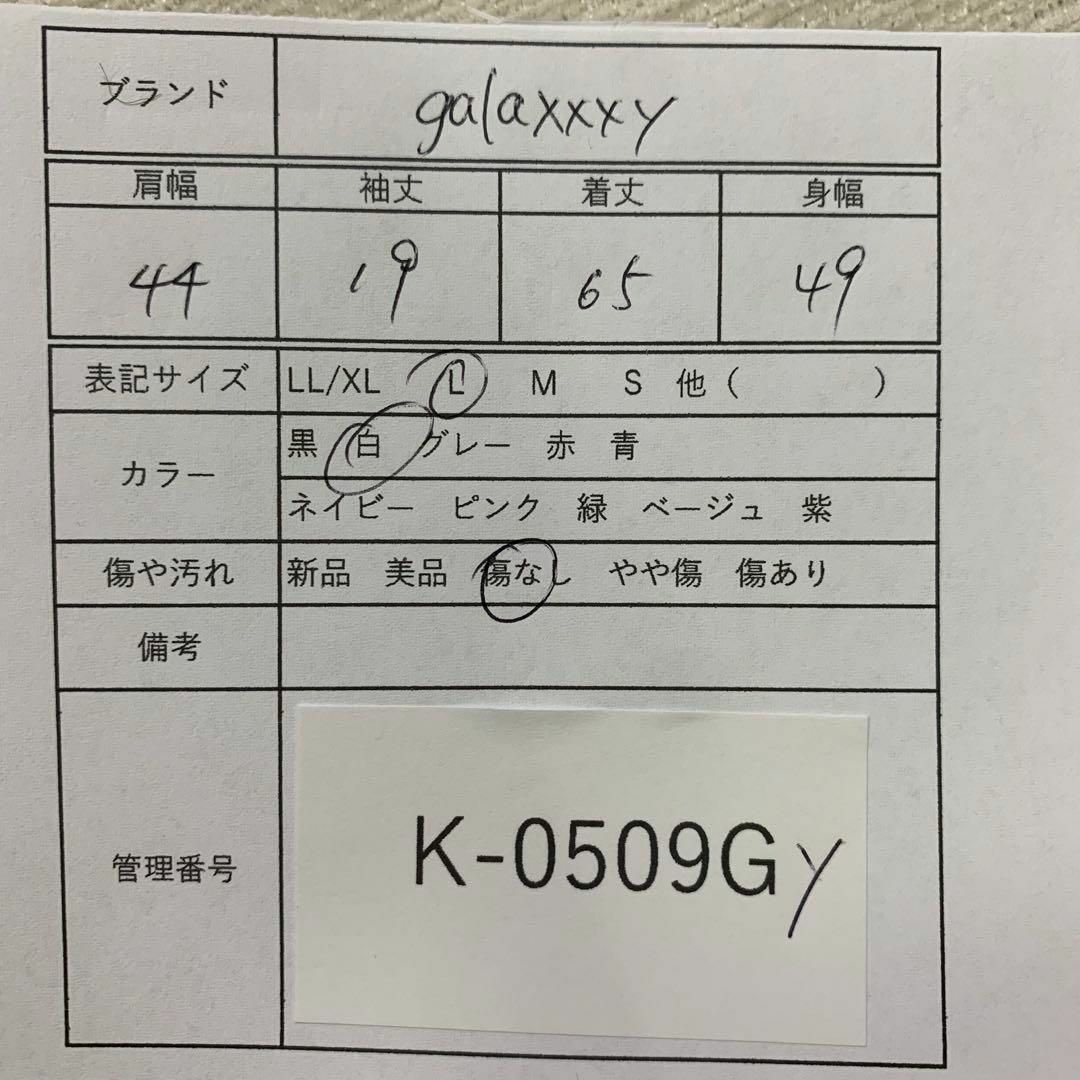 ブランド galaxxxy
肩幅 袖丈 着丈 身幅
44 19 65 49
表記サイズ LL/XL L M S 他 ( )
カラー 黒 白 グレー 赤 青
ネイビー ピンク 緑 ベージュ 紫
傷や汚れ 新品 美品 傷なし やや傷 傷あり
備考
管理番号 K-0509Gy